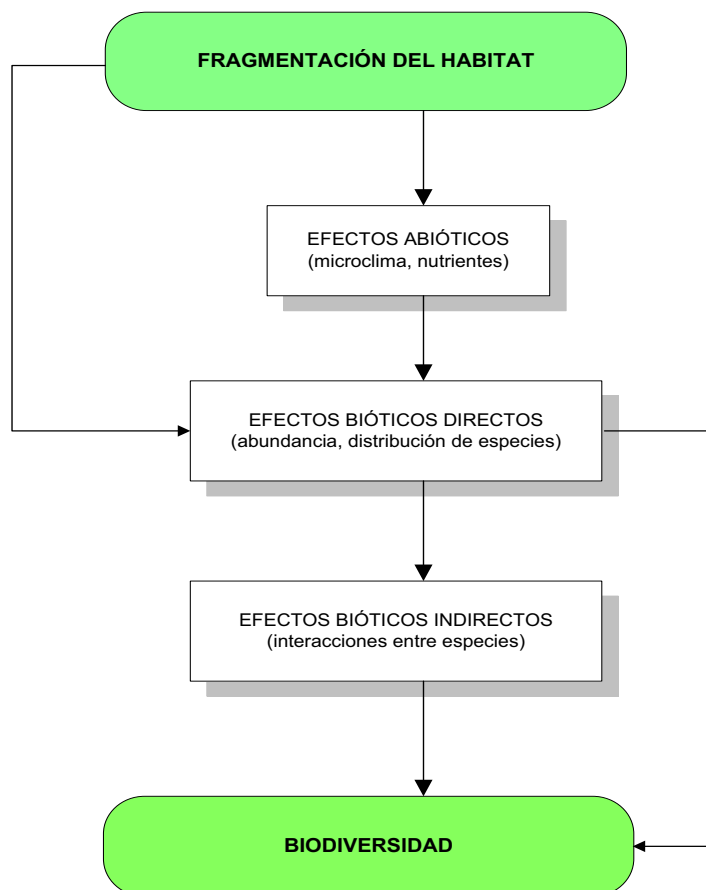 FRAGMENTACIÓN DEL HABITAT
EFECTOS ABIÓTICOS
(microclima, nutrientes)
EFECTOS BIÓTICOS DIRECTOS
(abundancia, distribución de especies)
EFECTOS BIÓTICOS INDIRECTOS
(interacciones entre especies)
BIODIVERSIDAD